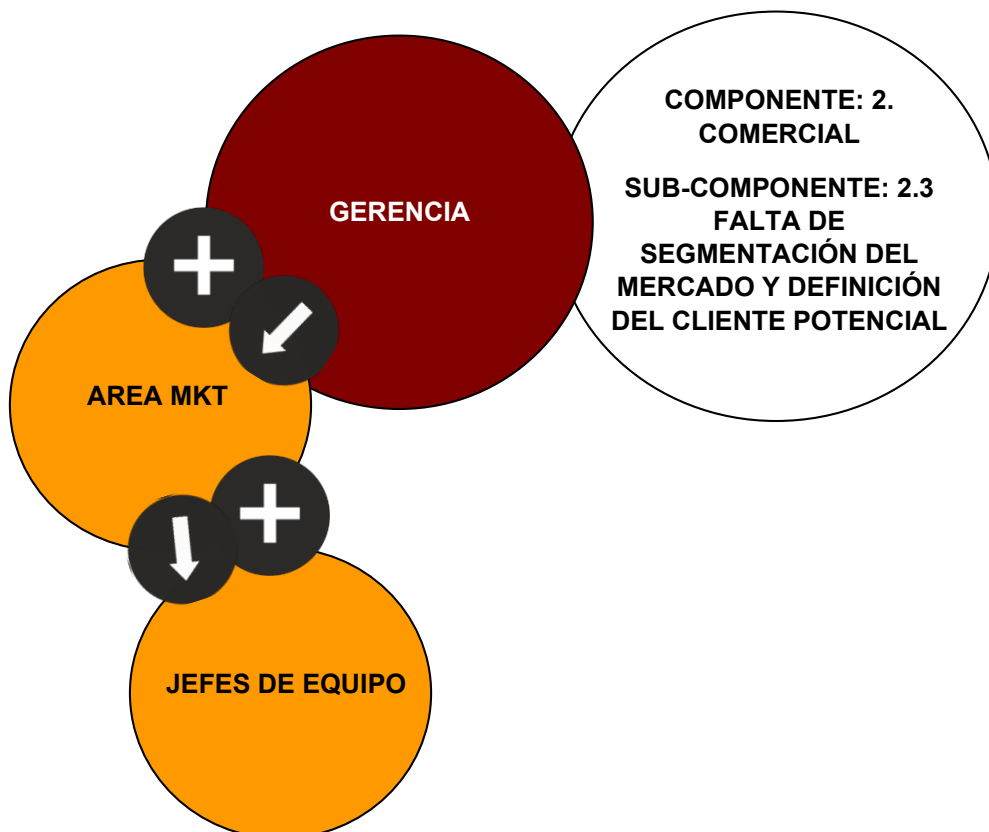 COMPONENTE: 2.
COMERCIAL
SUB-COMPONENTE: 2.3
FALTA DE
SEGMENTACIÓN DEL
MERCADO Y DEFINICIÓN
DEL CLIENTE POTENCIAL
GERENCIA
AREA MKT
JEFES DE EQUIPO